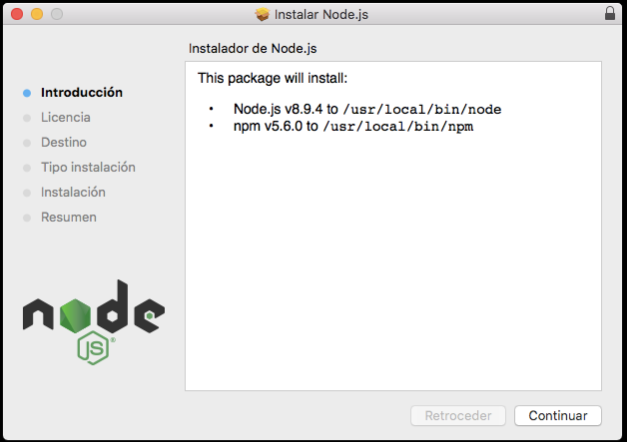 Instalar Node.js
Instalador de Node.js
Introducción
Licencia
Destino
Tipo instalación
Instalación
Resumen
This package will install:
• Node.js v8.9.4 to /usr/local/bin/node
• npm v5.6.0 to /usr/local/bin/npm
node
JS®
Retroceder
Continuar